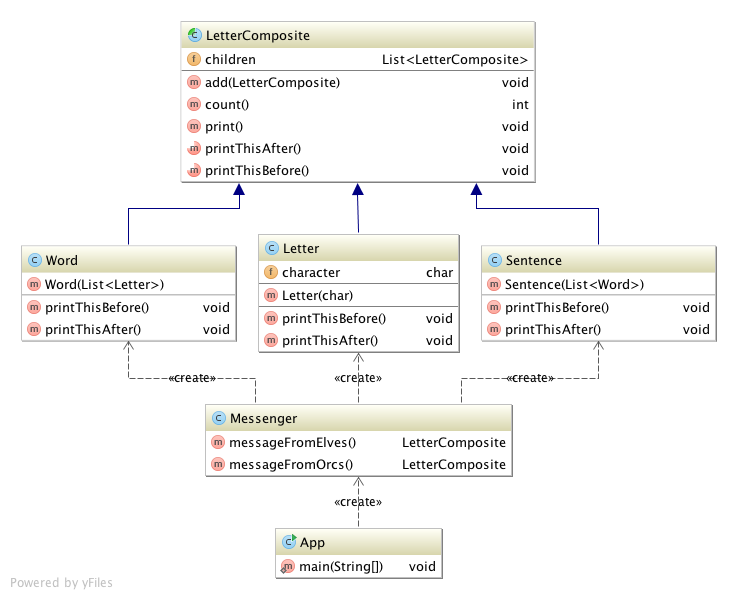 LetterComposite
children List<LetterComposite>
add(LetterComposite) void
count() int
print() void
printThisAfter() void
printThisBefore() void
Word
Word(List<Letter>)
printThisBefore() void
printThisAfter() void
Letter
character char
Letter(char)
printThisBefore() void
printThisAfter() void
Sentence
Sentence(List<Word>)
printThisBefore() void
printThisAfter() void
«create»
«create»
«create»
Messenger
messageFromElves() LetterComposite
messageFromOrcs() LetterComposite
«create»
App
main(String[]) void
Powered by yFiles